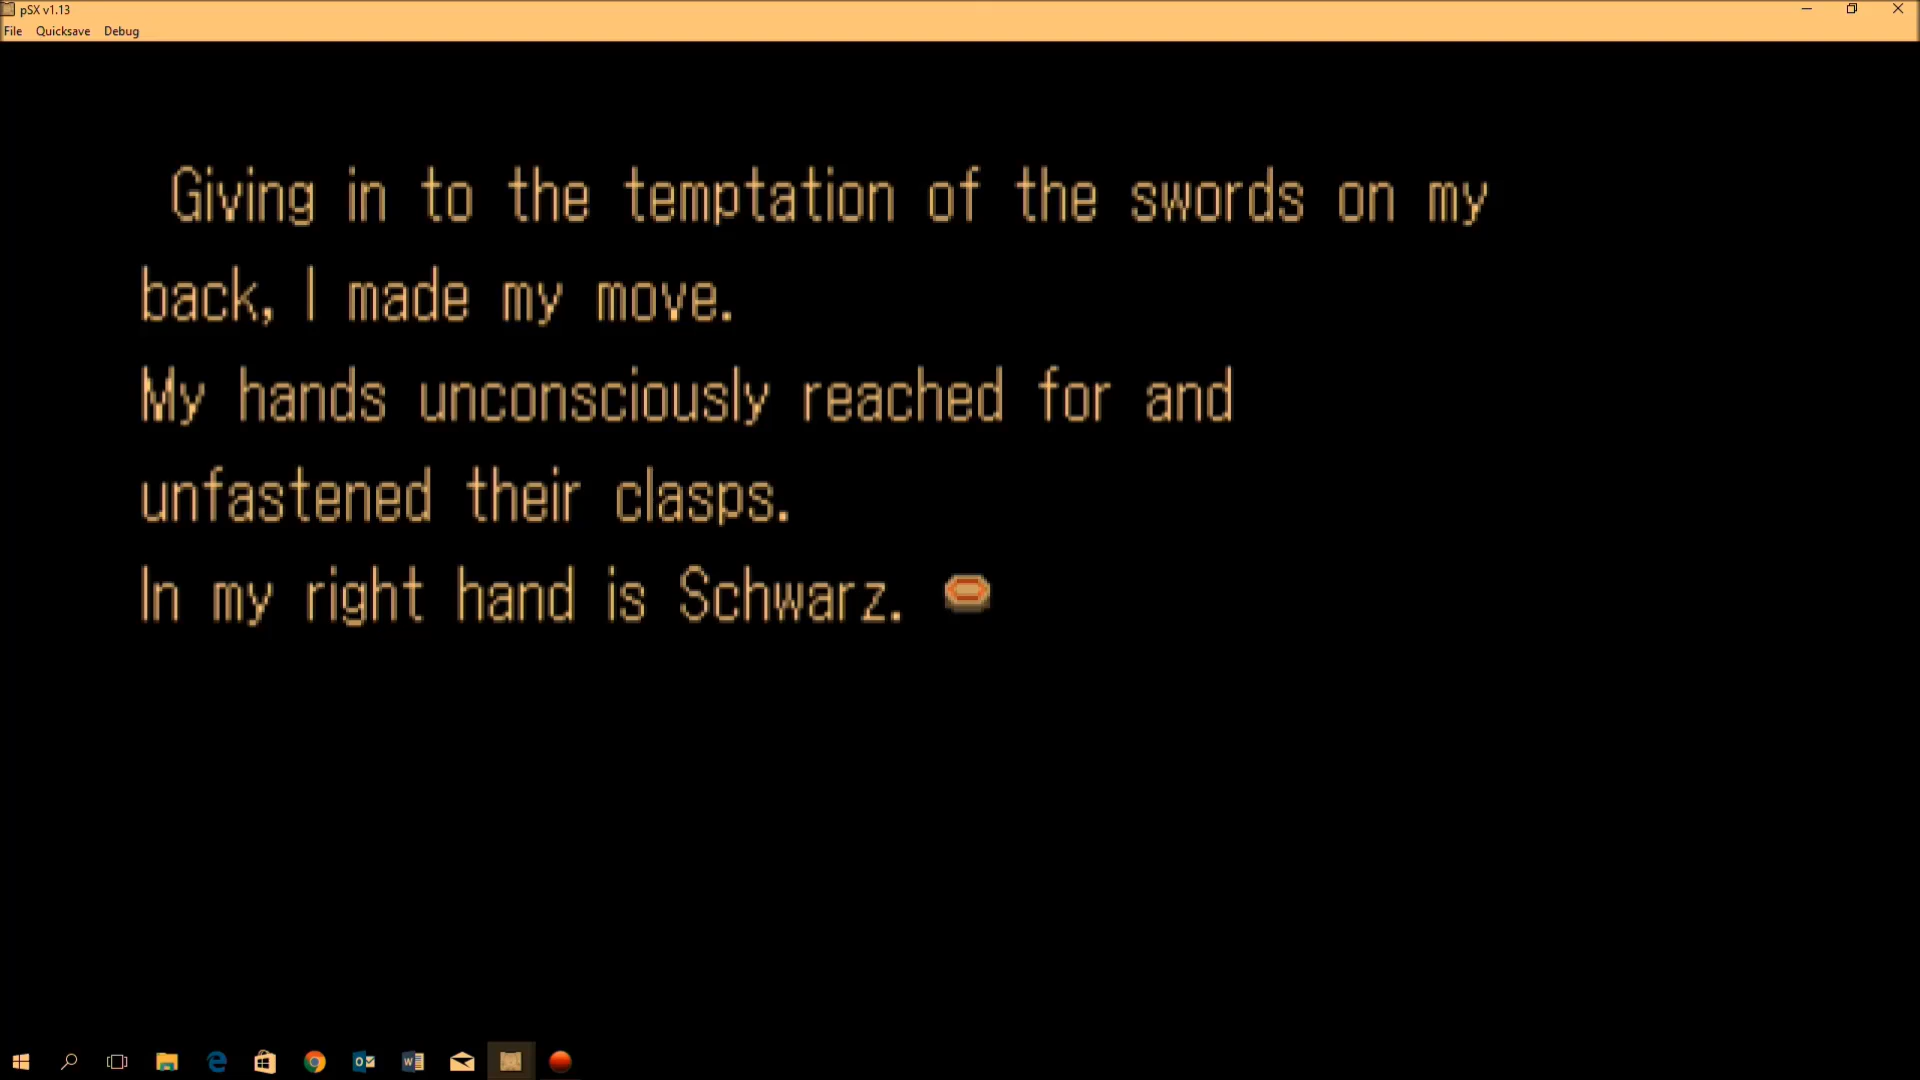 pSX v1.13
File Quicksave Debug
Giving in to the temptation of the swords on my
back, I made my move.
My hands unconsciously reached for and
unfastened their clasps.
In my right hand is Schwarz.